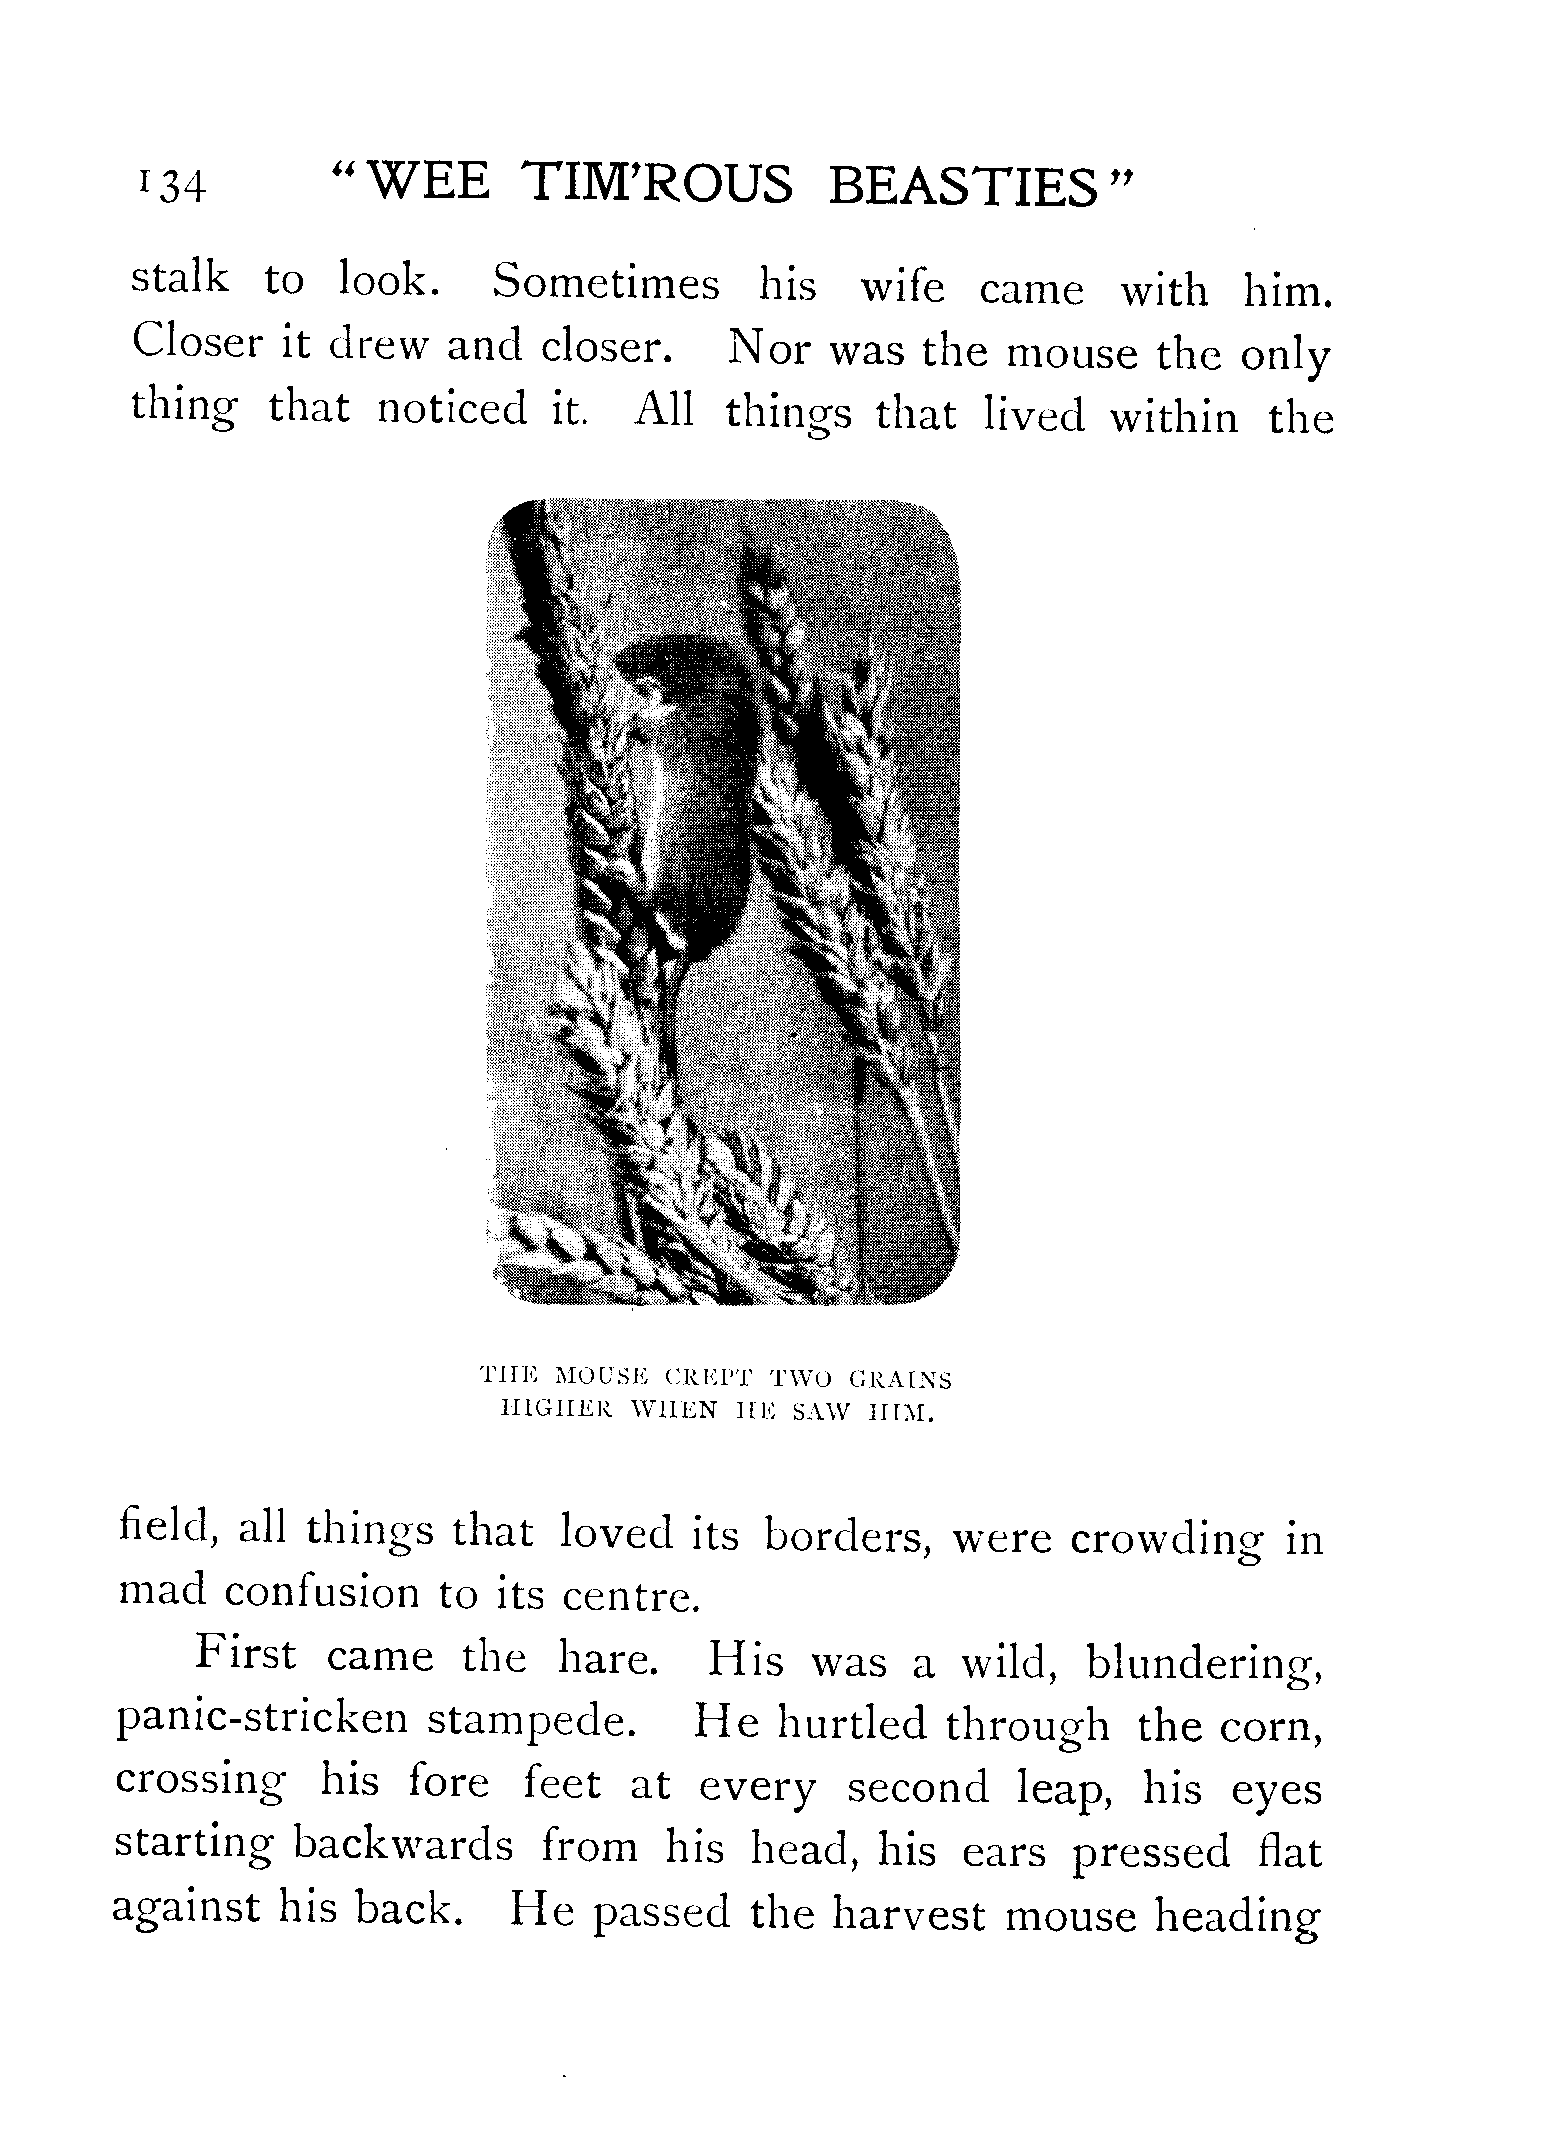 134 "WEE TIM'ROUS BEASTIES"
stalk to look. Sometimes his wife came with him.
Closer it drew and closer. Nor was the mouse the only
thing that noticed it. All things that lived within the
THE MOUSE CREPT TWO GRAINS
HIGHER WHEN HE SAW HIM.
field, all things that loved its borders, were crowding in
mad confusion to its centre.
First came the hare. His was a wild, blundering,
panic-stricken stampede. He hurtled through the corn,
crossing his fore feet at every second leap, his eyes
starting backwards from his head, his ears pressed flat
against his back. He passed the harvest mouse heading